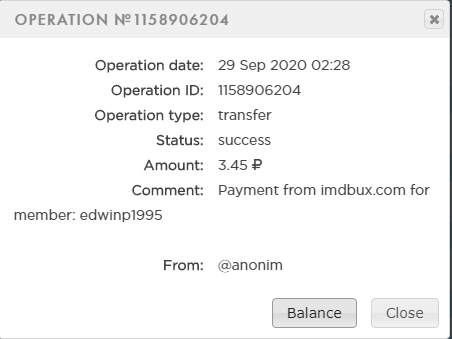 OPERATION №1158906204
Operation date: 29 Sep 2020 02:28
Operation ID: 1158906204
Operation type: transfer
Status: success
Amount: 3.45 ₽
Comment: Payment from imdbux.com for
member: edwinp1995
From: @anonim
Balance Close